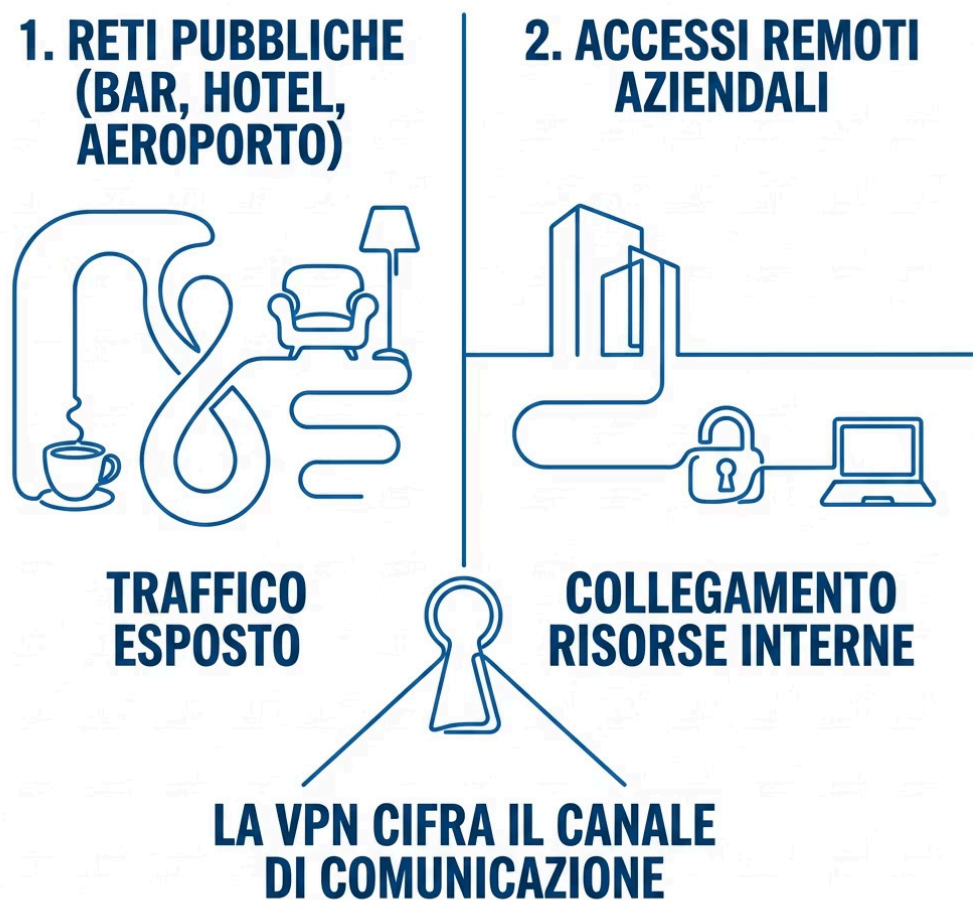 1. RETI PUBBLICHE
(BAR, HOTEL,
AEROPORTO)
2. ACCESSI REMOTI
AZIENDALI
TRAFFICO
ESPOSTO
COLLEGAMENTO
RISORSE INTERNE
LA VPN CIFRA IL CANALE
DI COMUNICAZIONE